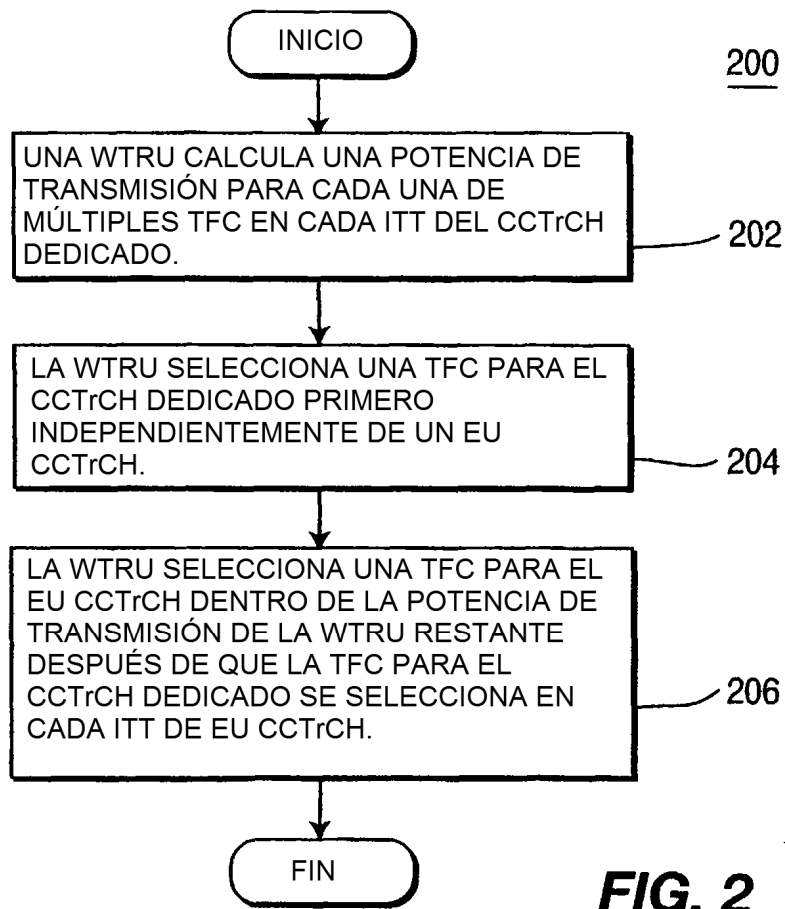 INICIO
200
UNA WTRU CALCULA UNA POTENCIA DE
TRANSMISIÓN PARA CADA UNA DE
MÚLTIPLES TFC EN CADA ITT DEL CCTrCH
DEDICADO.
202
LA WTRU SELECCIONA UNA TFC PARA EL
CCTrCH DEDICADO PRIMERO
INDEPENDIENTEMENTE DE UN EU
CCTrCH.
204
LA WTRU SELECCIONA UNA TFC PARA EL
EU CCTrCH DENTRO DE LA POTENCIA DE
TRANSMISIÓN DE LA WTRU RESTANTE
DESPUÉS DE QUE LA TFC PARA EL
CCTrCH DEDICADO SE SELECCIONA EN
CADA ITT DE EU CCTrCH.
206
FIN
FIG. 2